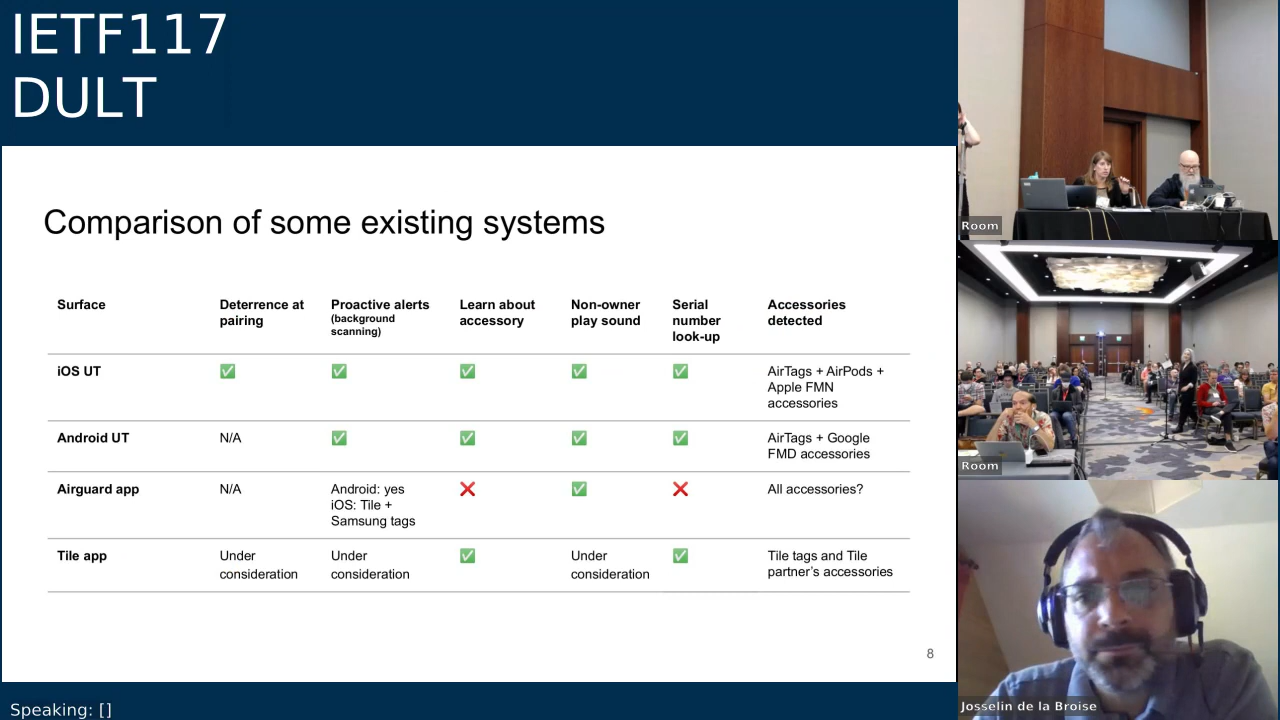 IETF117
DULT
Comparison of some existing systems
Surface
Deterrence at
pairing
Proactive alerts
(background
scanning)
Learn about
accessory
Non-owner
play sound
Serial
number
look-up
Accessories
detected
iOS UT
✅
✅
✅
✅
✅
AirTags + AirPods +
Apple FMN
accessories
Android UT
N/A
✅
✅
✅
✅
AirTags + Google
FMD accessories
Airguard app
N/A
Android: yes
iOS: Tile +
Samsung tags
❌
✅
❌
All accessories?
Tile app
Under
consideration
Under
consideration
✅
Under
consideration
✅
Tile tags and Tile
partner's accessories
8
Speaking: []
Room
Room
Josselin de la Broise